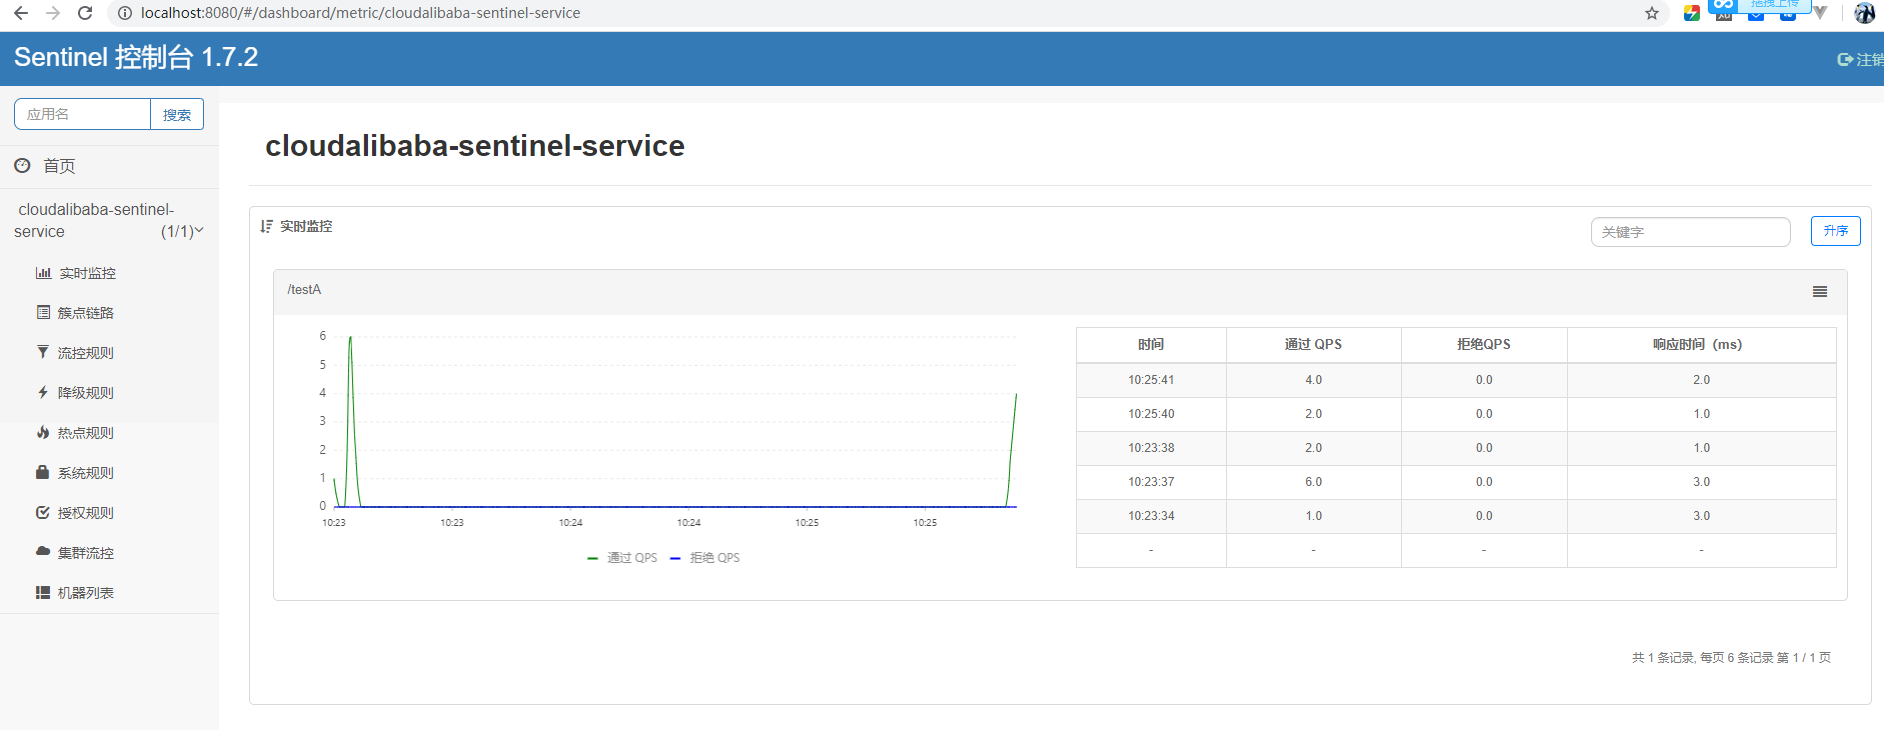 localhost:8080/#/dashboard/metric/cloudalibaba-sentinel-service
拖拽上传
Sentinel 控制台 1.7.2
注销
应用名
搜索
首页
cloudalibaba-sentinel-
service (1/1)
实时监控
簇点链路
流控规则
降级规则
热点规则
系统规则
授权规则
集群流控
机器列表
cloudalibaba-sentinel-service
实时监控
关键字
升序
/testA
6
5
4
3
2
1
0
10:23 10:23 10:24 10:24 10:25 10:25
通过 QPS 拒绝 QPS
时间 通过 QPS 拒绝QPS 响应时间（ms）
10:25:41 4.0 0.0 2.0
10:25:40 2.0 0.0 1.0
10:23:38 2.0 0.0 1.0
10:23:37 6.0 0.0 3.0
10:23:34 1.0 0.0 3.0
- - - -
共 1 条记录, 每页 6 条记录 第 1 / 1 页